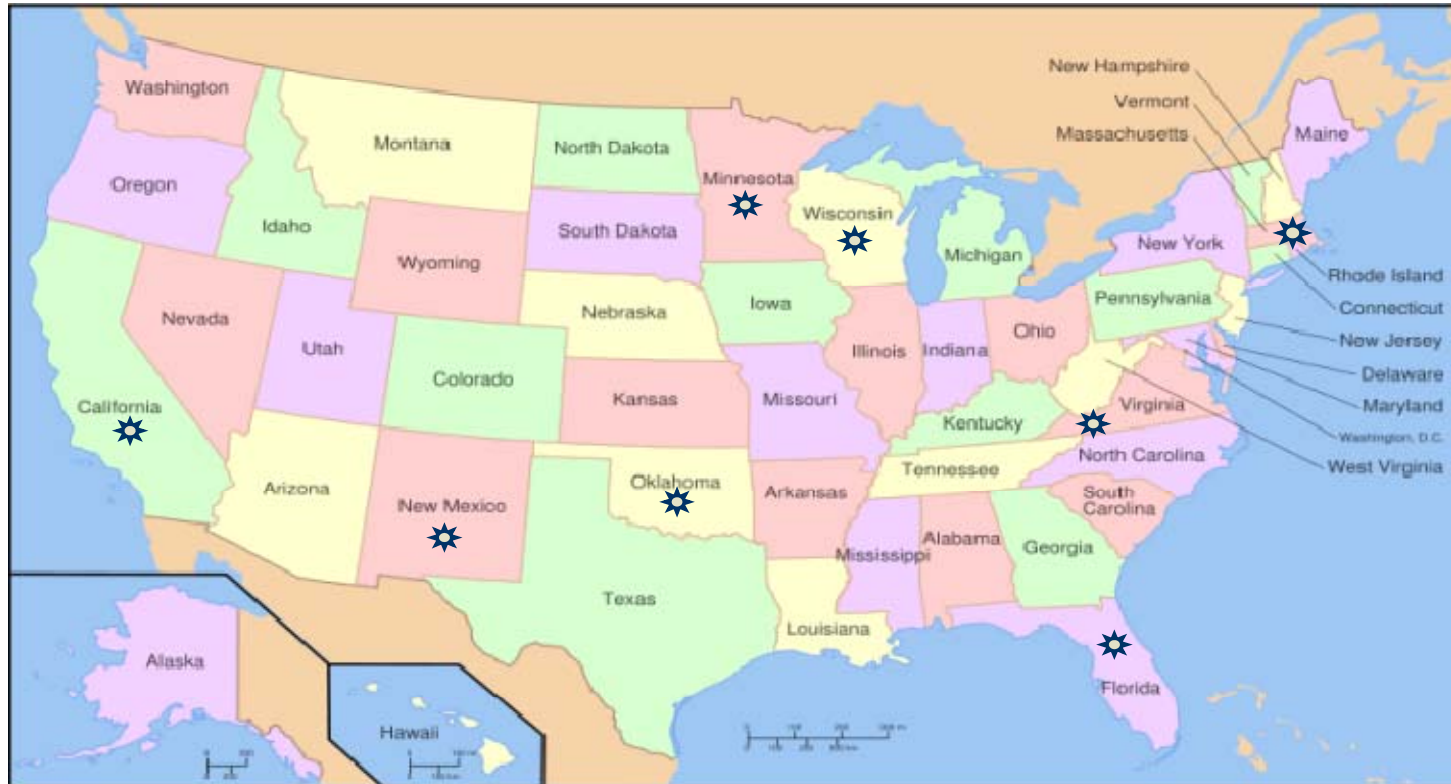 New Hampshire
Washington
Vermont
Massachusetts
Maine
Montana
North Dakota
Minnesota
Oregon
Wisconsin
Idaho
South Dakota
New York
Michigan
Wyoming
Rhode Island
Pennsylvania
Iowa
Connecticut
Nebraska
Nevada
Ohio
New Jersey
Utah
Illinois
Indiana
Colorado
Delaware
California
Kansas
Missouri
Virginia
Maryland
Kentucky
Washington, D.C.
North Carolina
West Virginia
Tennessee
Oklahoma
Arizona
Arkansas
South
Carolina
New Mexico
Alabama
Georgia
Mississippi
Texas
Louisiana
Alaska
Florida
Hawaii